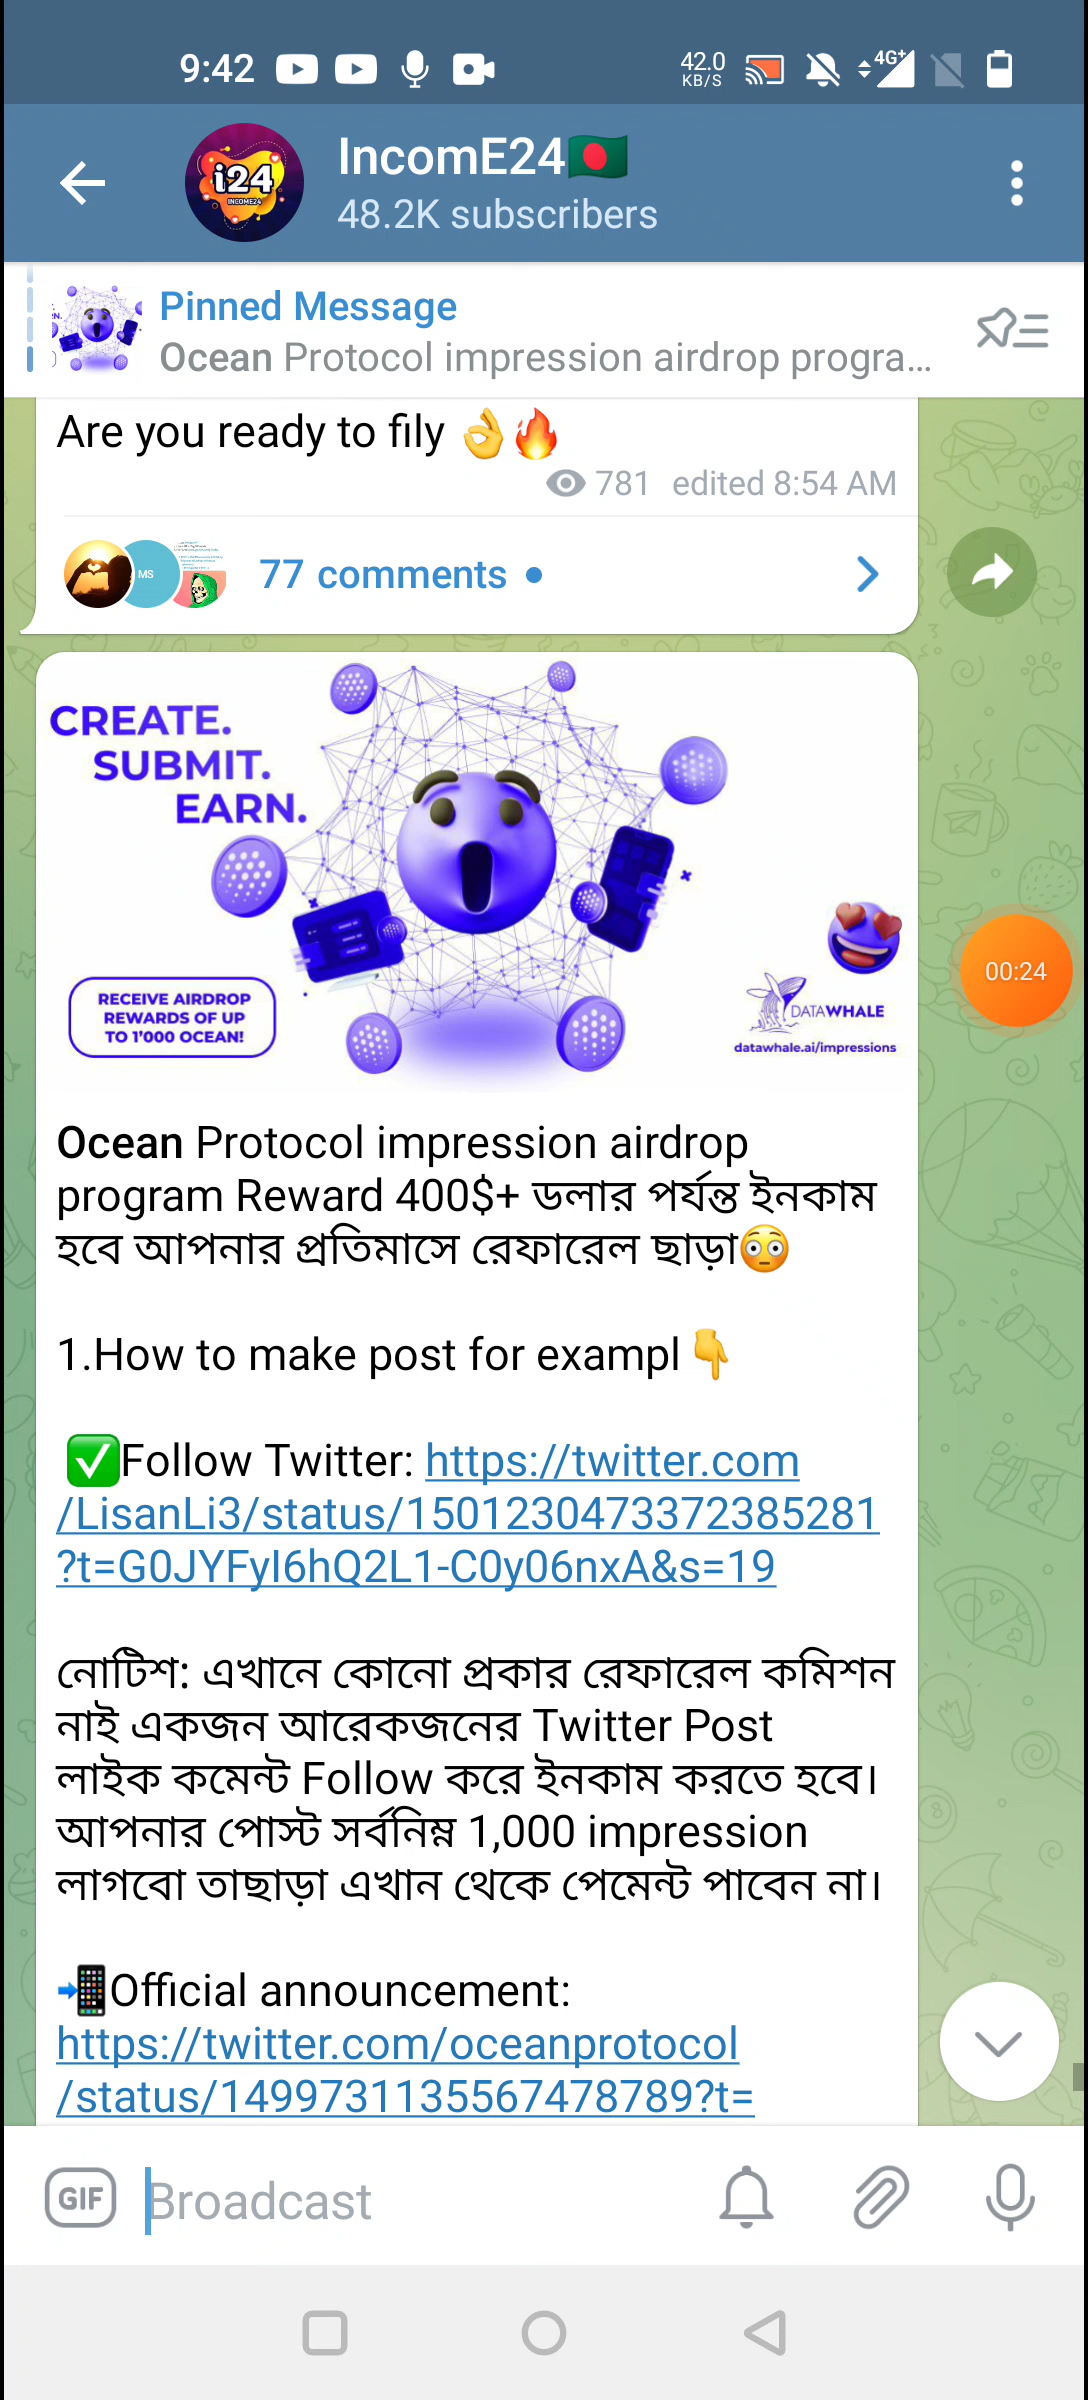 9:42
42.0
KB/S
4G+
i24
INCOME24
IncomE24
48.2K subscribers
Pinned Message
Ocean Protocol impression airdrop progra...
Are you ready to fily 👌🔥
781 edited 8:54 AM
MS
77 comments
CREATE.
SUBMIT.
EARN.
RECEIVE AIRDROP
REWARDS OF UP
TO 1'000 OCEAN!
DATAWHALE
datawhale.ai/impressions
00:24
Ocean Protocol impression airdrop
program Reward 400$+ ডলার পর্যন্ত ইনকাম
হবে আপনার প্রতিমাসে রেফারেল ছাড়া😳
1.How to make post for exampl👇
✅Follow Twitter: https://twitter.com
/LisanLi3/status/1501230473372385281
?t=G0JYFyI6hQ2L1-C0y06nxA&s=19
নোটিশ: এখানে কোনো প্রকার রেফারেল কমিশন
নাই একজন আরেকজনের Twitter Post
লাইক কমেন্ট Follow করে ইনকাম করতে হবে।
আপনার পোস্ট সর্বনিম্ন 1,000 impression
লাগবো তাছাড়া এখান থেকে পেমেন্ট পাবেন না।
📲Official announcement:
https://twitter.com/oceanprotocol
/status/1499731135567478789?t=
GIF
Broadcast